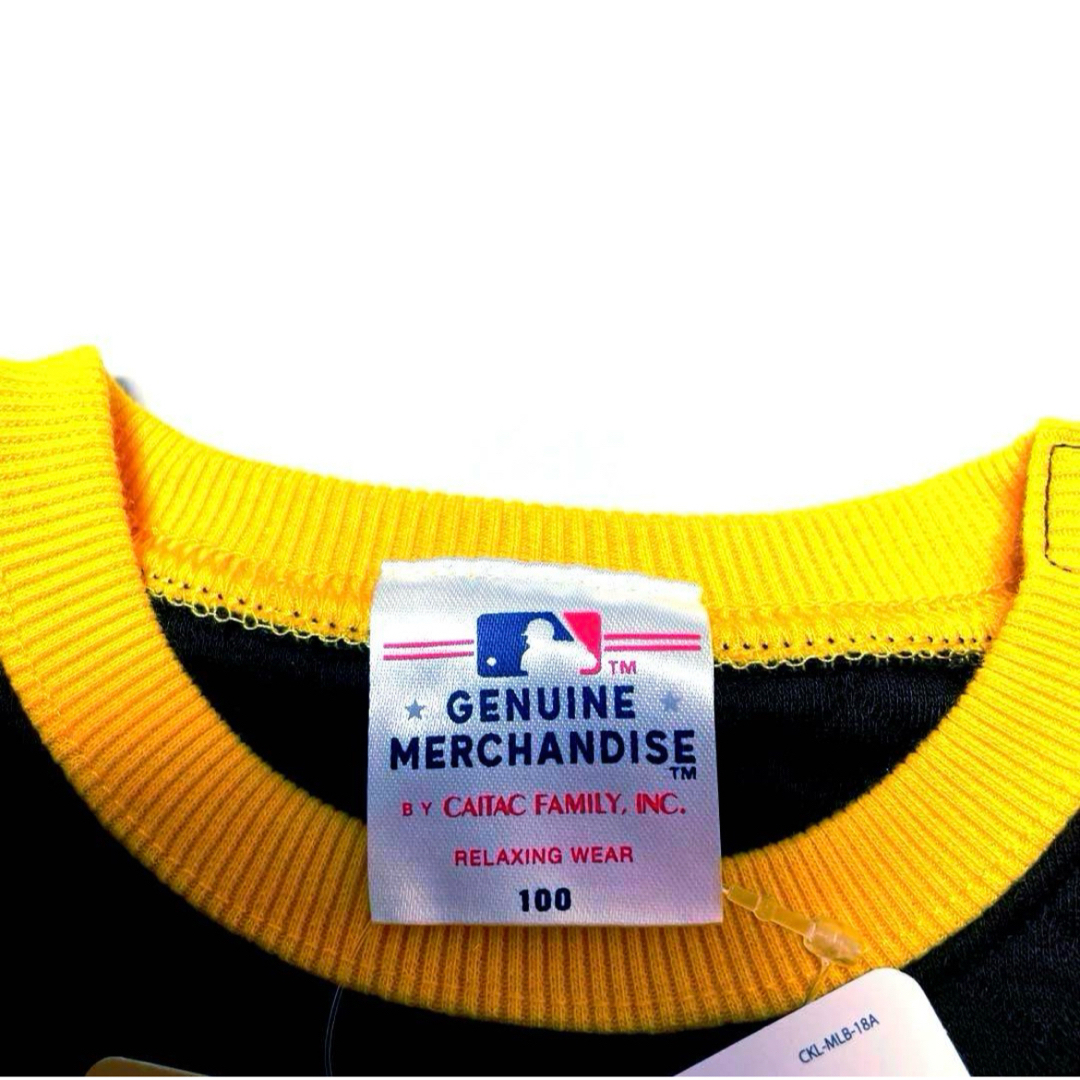 TM
GENUINE
MERCHANDISE
TM
BY CAITAC FAMILY, INC.
RELAXING WEAR
100
CKL-MLB-18A